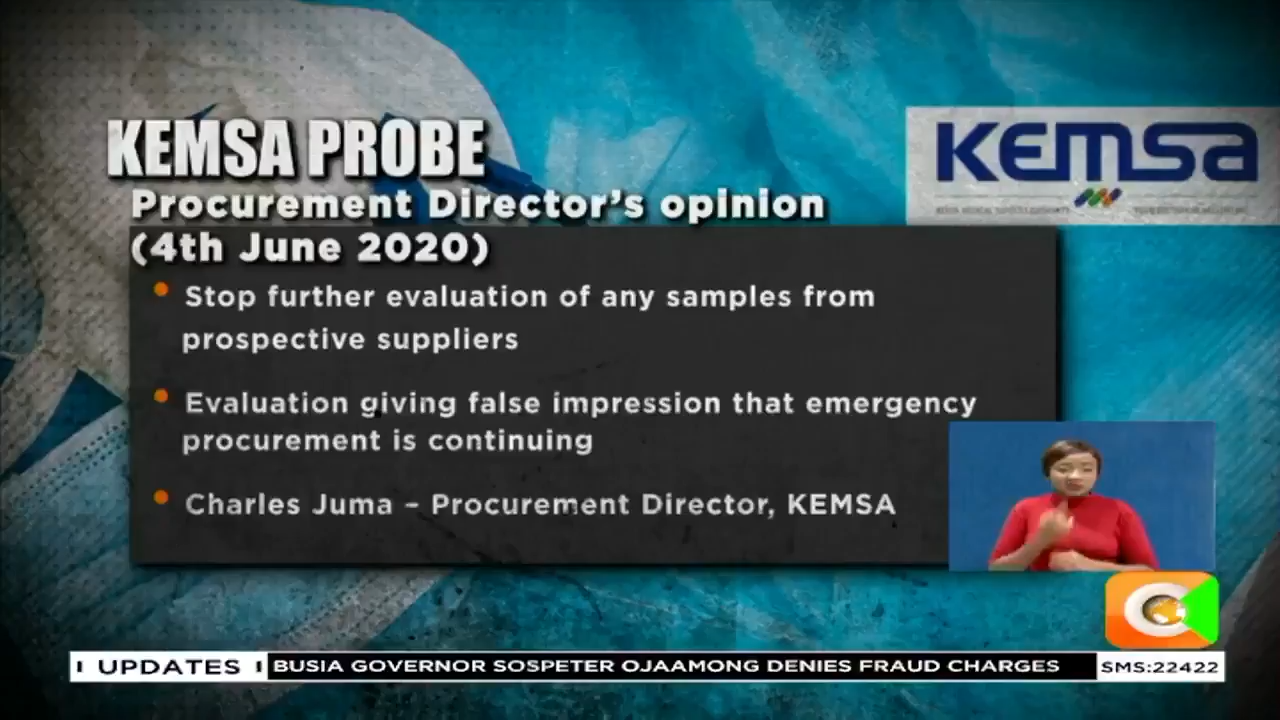 KEMSA PROBE
Procurement Director's opinion
(4th June 2020)
KEMSA
• Stop further evaluation of any samples from
prospective suppliers
• Evaluation giving false impression that emergency
procurement is continuing
• Charles Juma – Procurement Director, KEMSA
UPDATES
BUSIA GOVERNOR SOSPETER OJAAMONG DENIES FRAUD CHARGES
SMS:22422